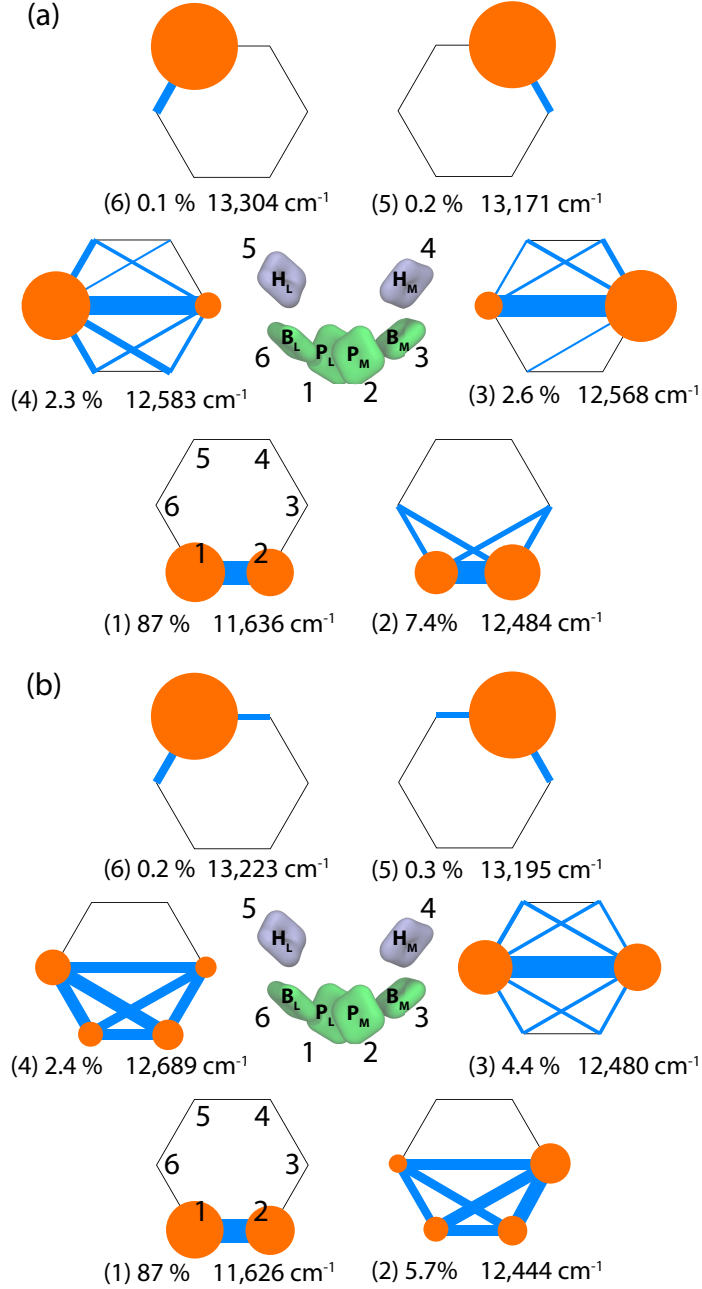 (a)
(6) 0.1 % 13,304 cm-1
(5) 0.2 % 13,171 cm-1
5
4
HL
HM
BL
PL
PM
BM
6
3
1
2
(4) 2.3 % 12,583 cm-1
(3) 2.6 % 12,568 cm-1
5
4
6
3
1
2
(1) 87 % 11,636 cm-1
(2) 7.4% 12,484 cm-1
(b)
(6) 0.2 % 13,223 cm-1
(5) 0.3 % 13,195 cm-1
5
4
HL
HM
BL
PL
PM
BM
6
3
1
2
(4) 2.4 % 12,689 cm-1
(3) 4.4 % 12,480 cm-1
5
4
6
3
1
2
(1) 87 % 11,626 cm-1
(2) 5.7% 12,444 cm-1